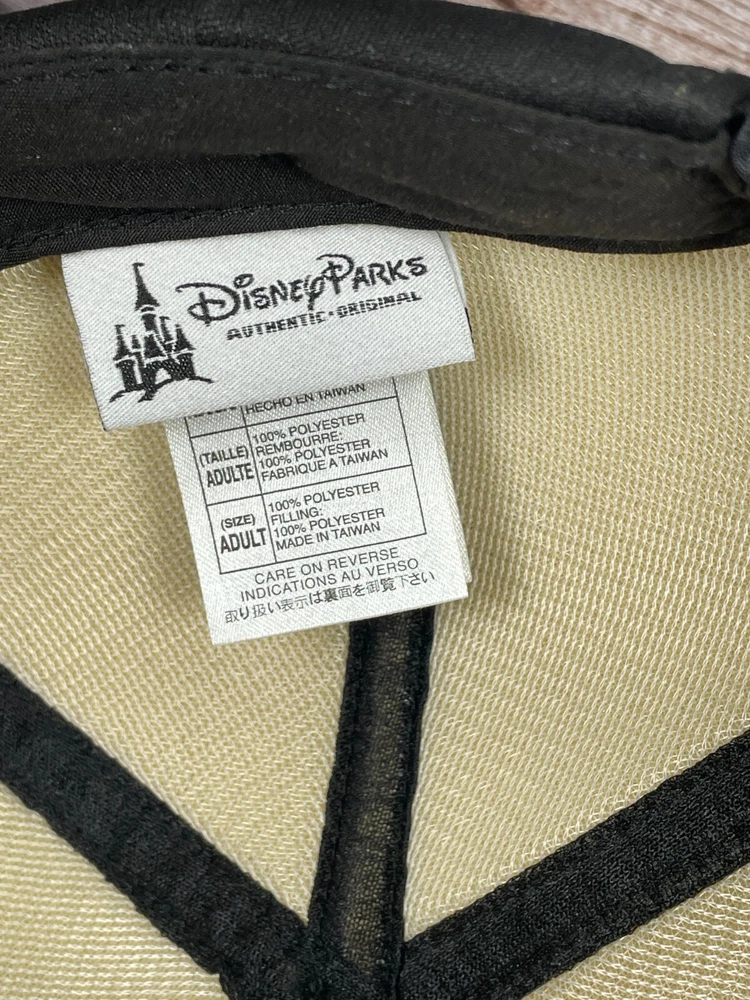 Disney Parks
AUTHENTIC • ORIGINAL
HECHO EN TAIWAN
(TAILLE)
ADULTE
100% POLYESTER
REMBOURRE:
100% POLYESTER
FABRIQUE A TAIWAN
(SIZE)
ADULT
100% POLYESTER
FILLING:
100% POLYESTER
MADE IN TAIWAN
CARE ON REVERSE
INDICATIONS AU VERSO
取り扱い表示は裏面を御覧下さい